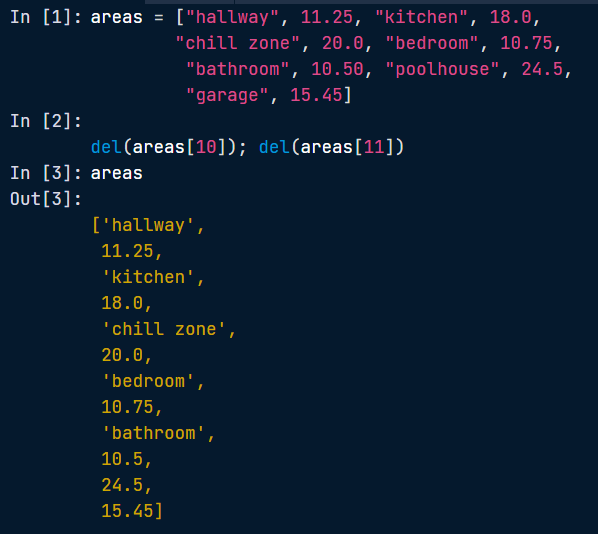 In [1]: areas = ["hallway", 11.25, "kitchen", 18.0,
"chill zone", 20.0, "bedroom", 10.75,
"bathroom", 10.50, "poolhouse", 24.5,
"garage", 15.45]
In [2]:
del(areas[10]); del(areas[11])
In [3]: areas
Out[3]:
['hallway',
11.25,
'kitchen',
18.0,
'chill zone',
20.0,
'bedroom',
10.75,
'bathroom',
10.5,
24.5,
15.45]